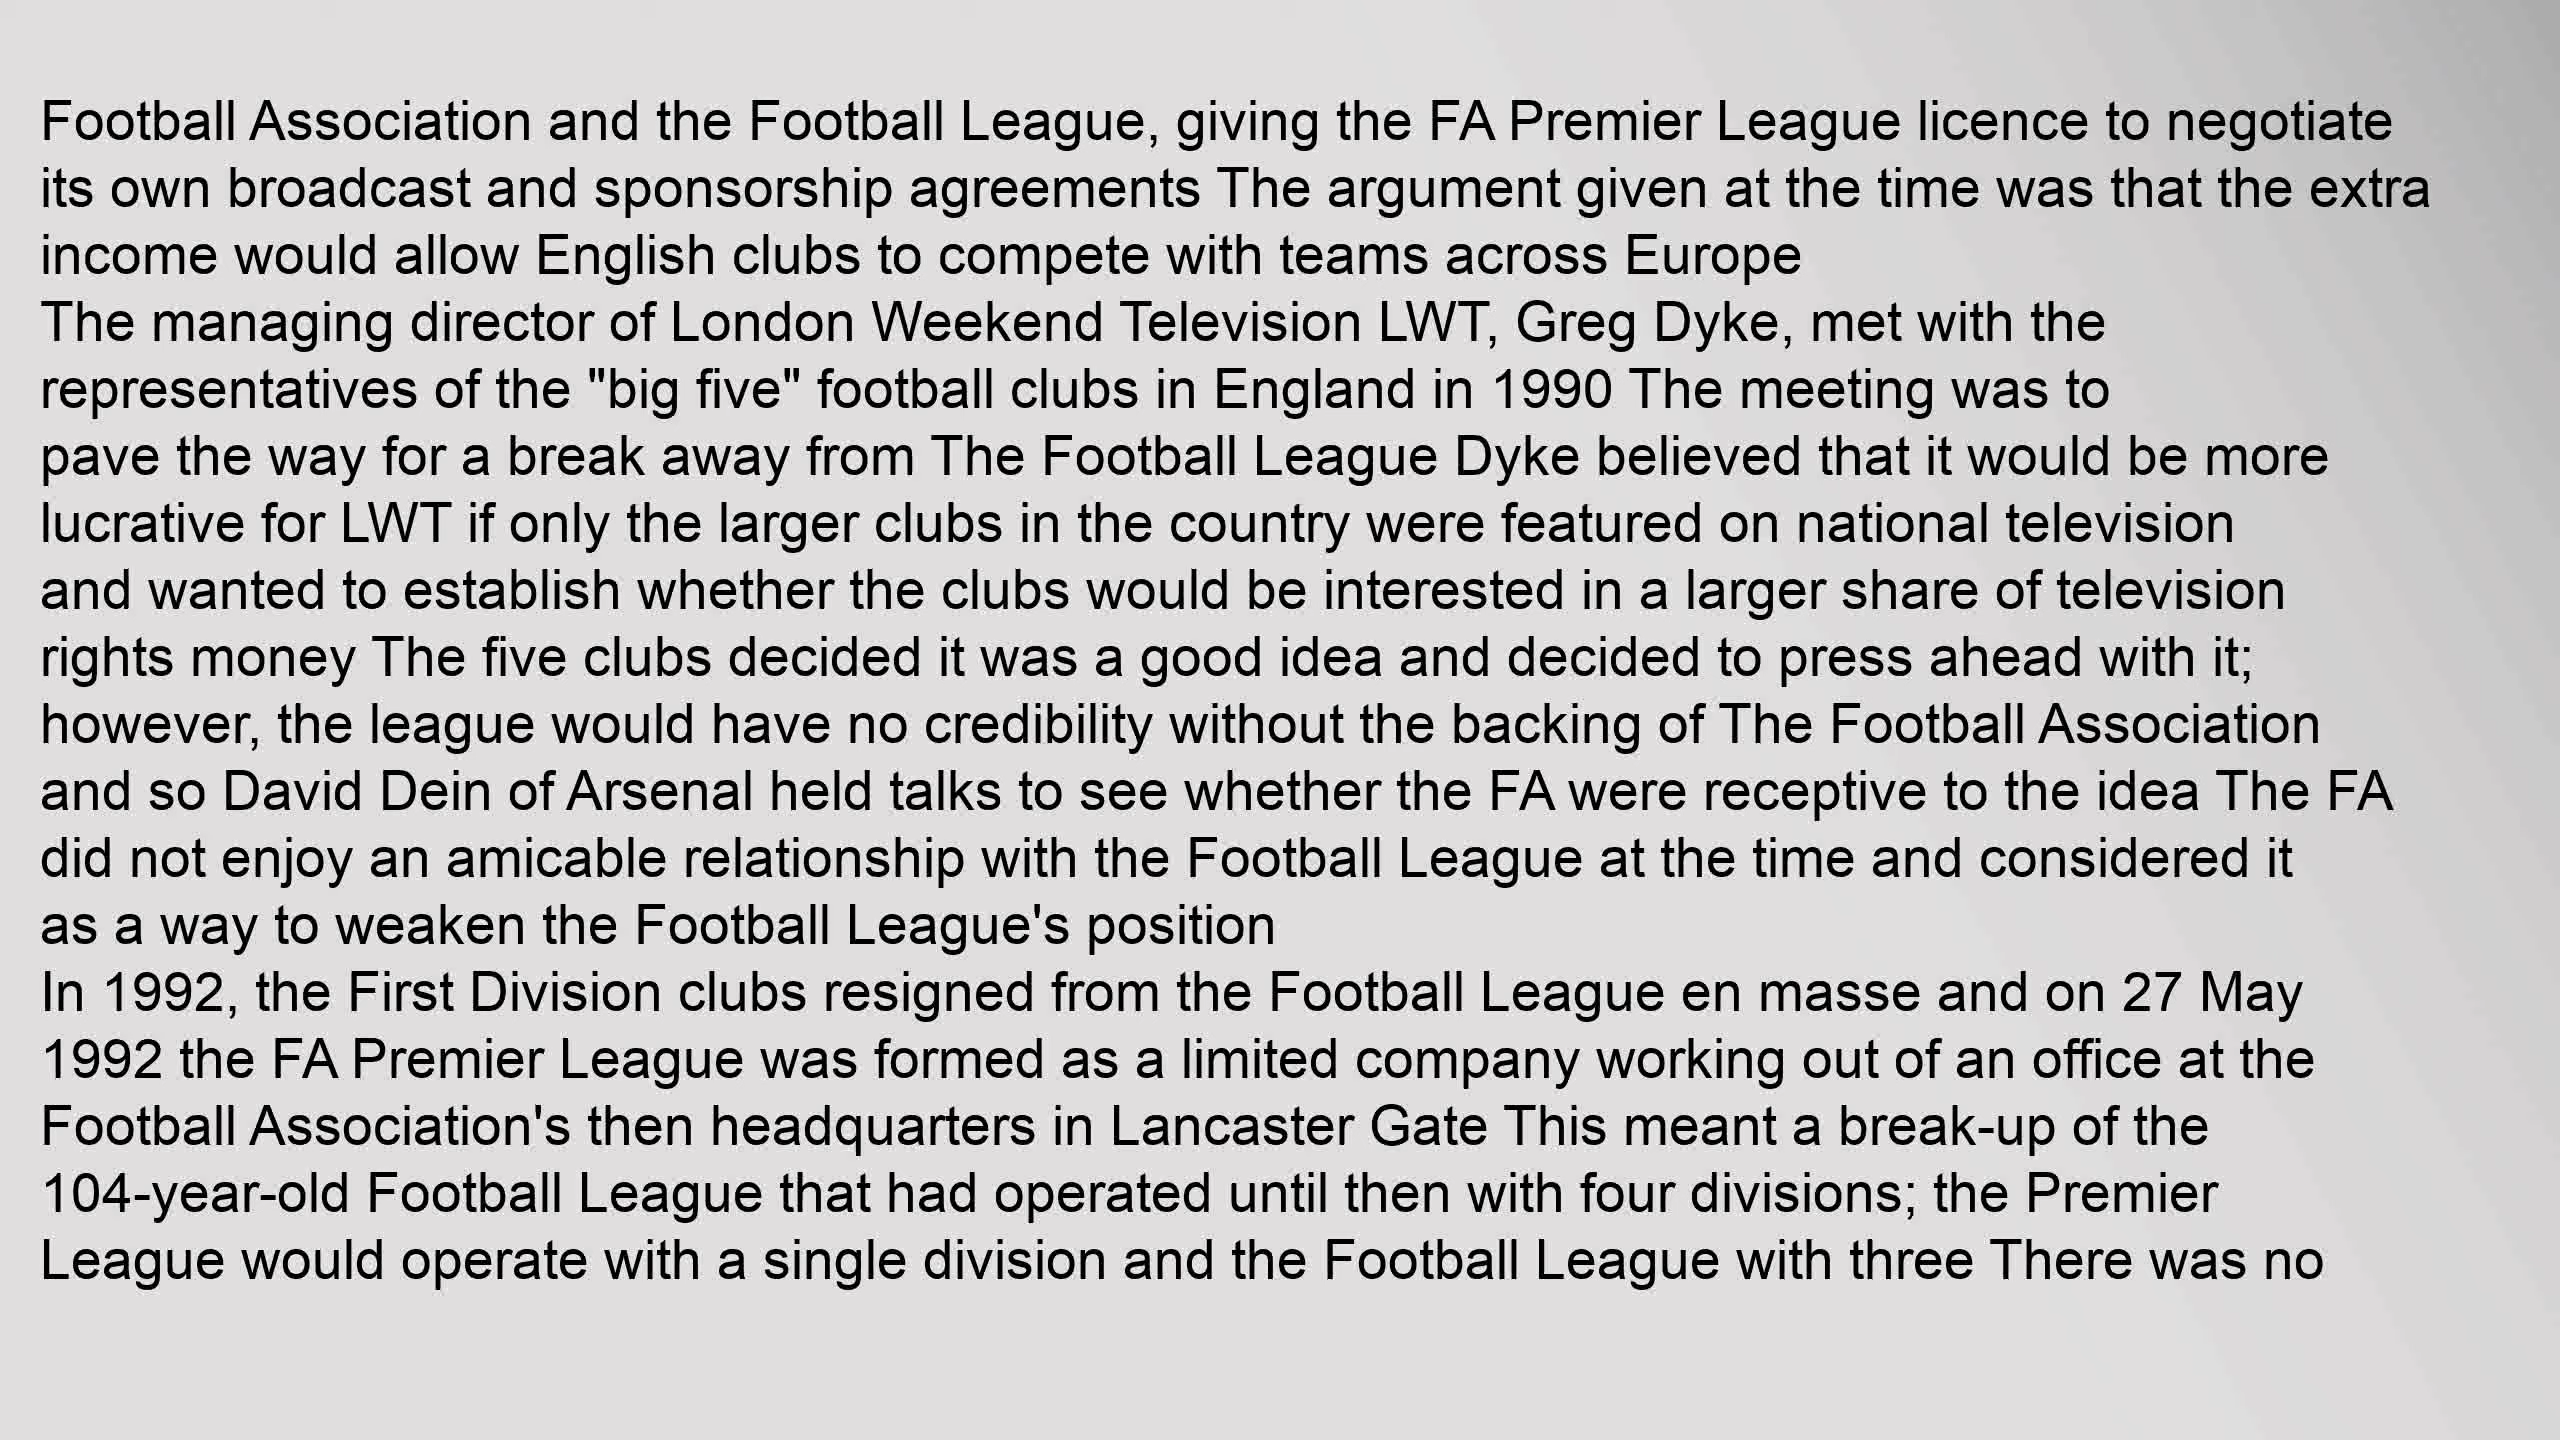 Football Association and the Football League, giving the FA Premier League licence to negotiate
its own broadcast and sponsorship agreements The argument given at the time was that the extra
income would allow English clubs to compete with teams across Europe
The managing director of London Weekend Television LWT, Greg Dyke, met with the
representatives of the "big five" football clubs in England in 1990 The meeting was to
pave the way for a break away from The Football League Dyke believed that it would be more
lucrative for LWT if only the larger clubs in the country were featured on national television
and wanted to establish whether the clubs would be interested in a larger share of television
rights money The five clubs decided it was a good idea and decided to press ahead with it;
however, the league would have no credibility without the backing of The Football Association
and so David Dein of Arsenal held talks to see whether the FA were receptive to the idea The FA
did not enjoy an amicable relationship with the Football League at the time and considered it
as a way to weaken the Football League's position
In 1992, the First Division clubs resigned from the Football League en masse and on 27 May
1992 the FA Premier League was formed as a limited company working out of an office at the
Football Association's then headquarters in Lancaster Gate This meant a break-up of the
104-year-old Football League that had operated until then with four divisions; the Premier
League would operate with a single division and the Football League with three There was no